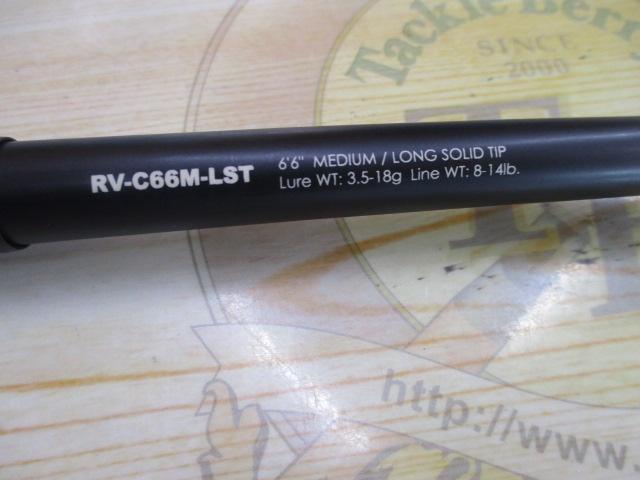 Tackle Berry
SINCE
2000
RV-C66M-LST
6'6" MEDIUM / LONG SOLID TIP
Lure WT: 3.5-18g Line WT: 8-14lb.
http://www.